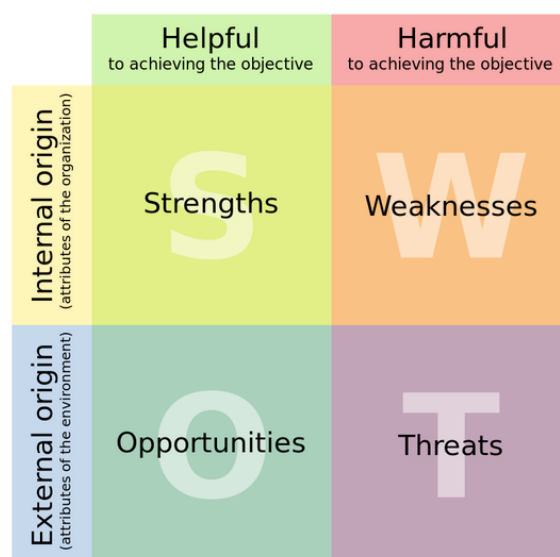 Helpful
to achieving the objective
Harmful
to achieving the objective
Internal origin
(attributes of the organization)
S
Strengths
W
Weaknesses
External origin
(attributes of the environment)
O
Opportunities
T
Threats